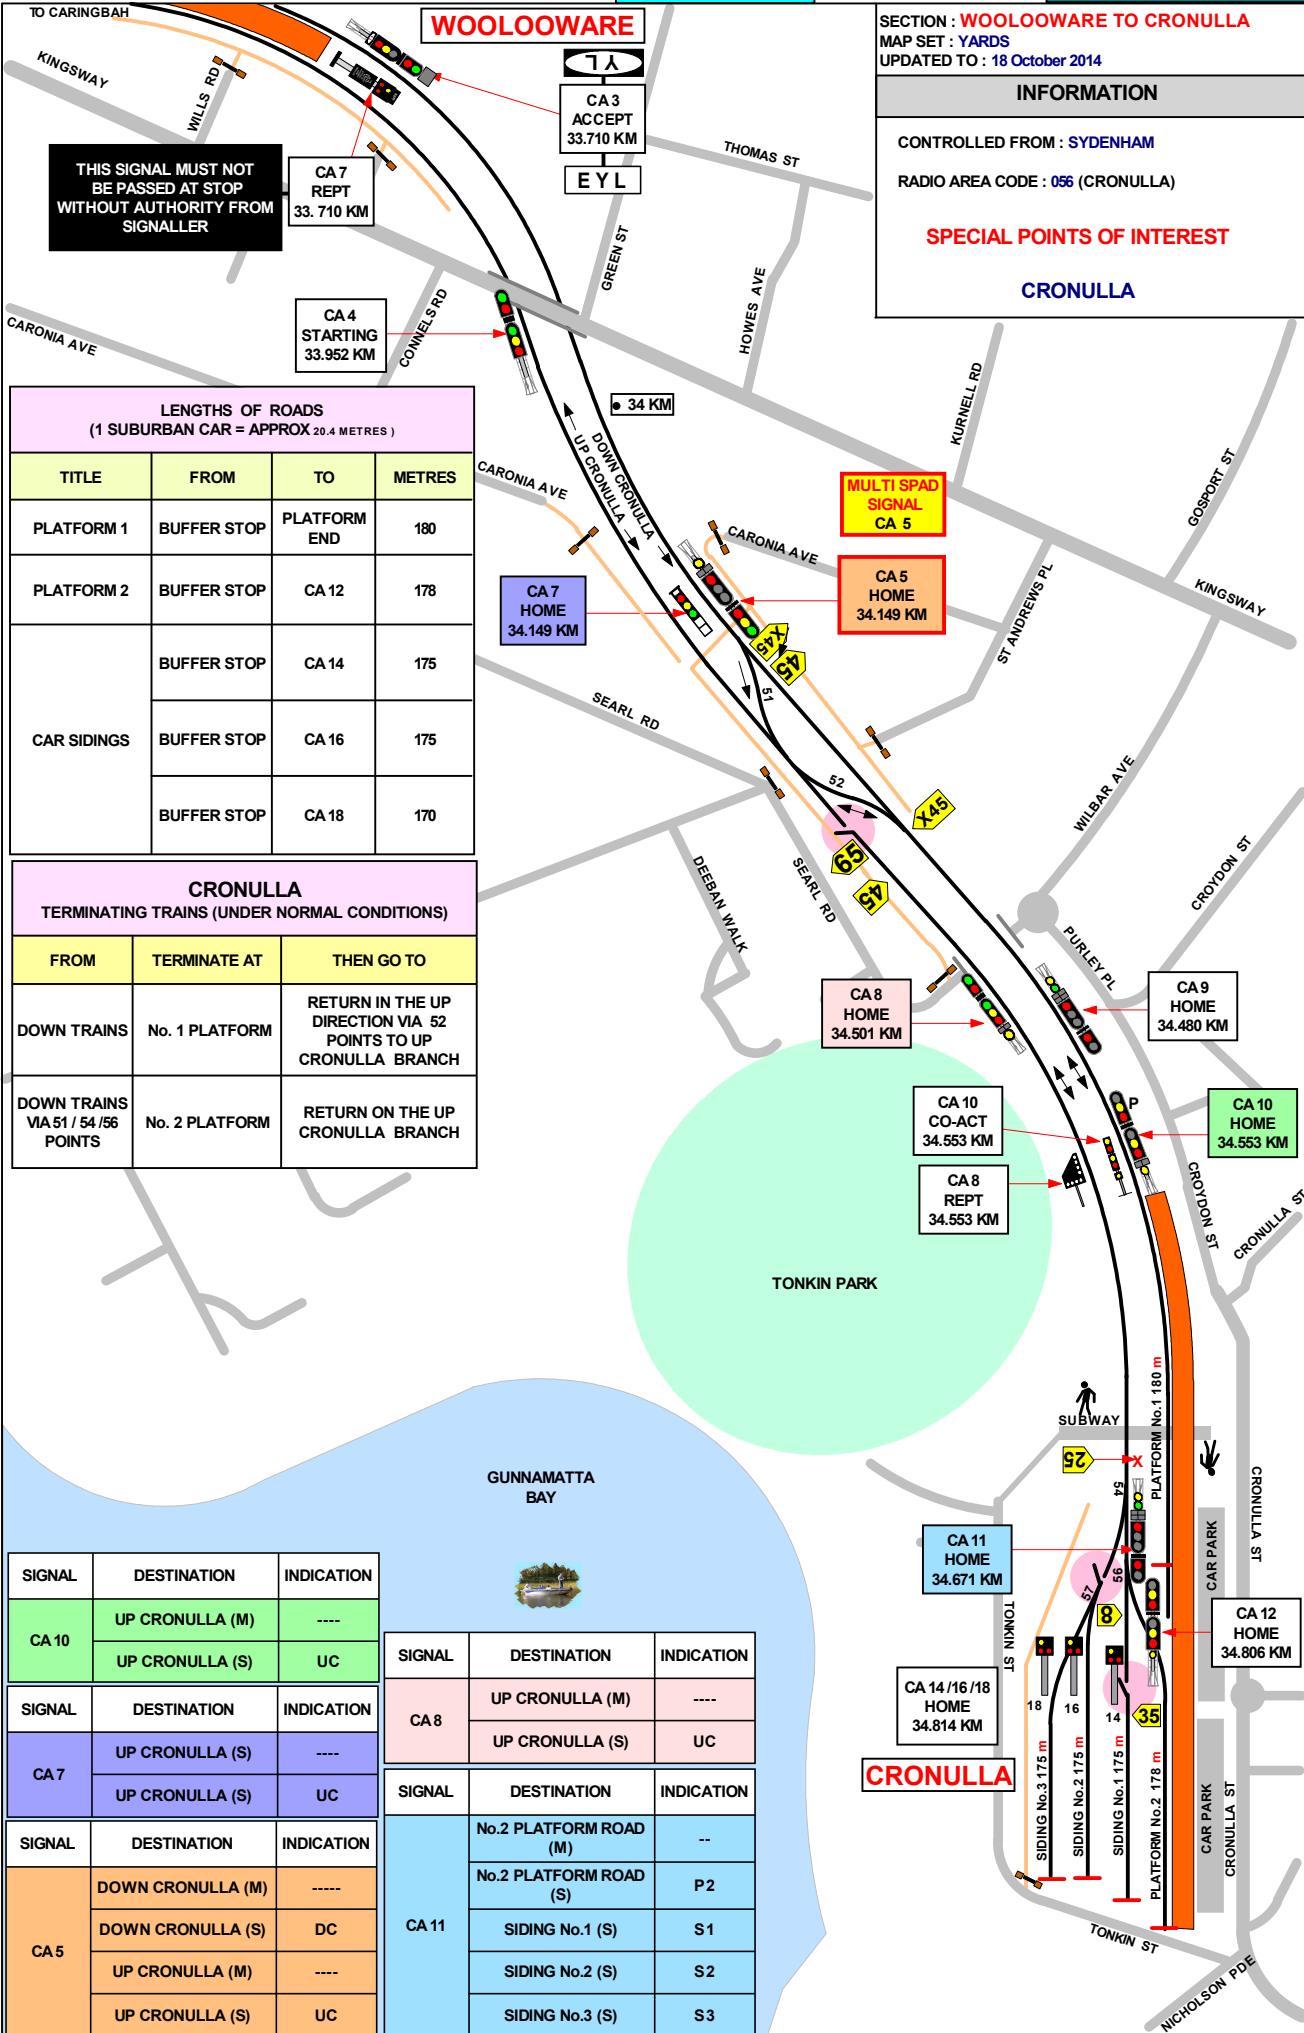 TO CARINGBAH
WOOLOOWARE
SECTION : WOOLOOWARE TO CRONULLA
MAP SET : YARDS
UPDATED TO : 18 October 2014
INFORMATION
CONTROLLED FROM : SYDENHAM
RADIO AREA CODE : 056 (CRONULLA)
SPECIAL POINTS OF INTEREST
CRONULLA
KINGSWAY
WILLS RD
YL
CA 3
ACCEPT
33.710 KM
EYL
THIS SIGNAL MUST NOT
BE PASSED AT STOP
WITHOUT AUTHORITY FROM
SIGNALLER
CA 7
REPT
33. 710 KM
THOMAS ST
GREEN ST
HOWES AVE
CONNELS RD
CARONIA AVE
CA 4
STARTING
33.952 KM
34 KM
KURNELL RD
GOSPORT ST
LENGTHS OF ROADS
(1 SUBURBAN CAR = APPROX 20.4 METRES )
TITLE FROM TO METRES
PLATFORM 1 BUFFER STOP PLATFORM END 180
PLATFORM 2 BUFFER STOP CA 12 178
CAR SIDINGS
BUFFER STOP CA 14 175
BUFFER STOP CA 16 175
BUFFER STOP CA 18 170
DOWN CRONULLA
UP CRONULLA
CARONIA AVE
MULTI SPAD
SIGNAL
CA 5
CARONIA AVE
CA 5
HOME
34.149 KM
CA 7
HOME
34.149 KM
ST ANDREWS PL
KINGSWAY
X45
45
51
SEARL RD
52
X45
WILBAR AVE
65
45
SEARL RD
DEEBAN WALK
CROYDON ST
PURLEY PL
CRONULLA
TERMINATING TRAINS (UNDER NORMAL CONDITIONS)
FROM TERMINATE AT THEN GO TO
DOWN TRAINS No. 1 PLATFORM RETURN IN THE UP
DIRECTION VIA 52
POINTS TO UP
CRONULLA BRANCH
DOWN TRAINS
VIA 51 / 54 /56
POINTS
No. 2 PLATFORM
RETURN ON THE UP
CRONULLA BRANCH
CA 8
HOME
34.501 KM
CA 9
HOME
34.480 KM
CA 10
CO-ACT
34.553 KM
P
CA 10
HOME
34.553 KM
CA 8
REPT
34.553 KM
CROYDON ST
CRONULLA ST
TONKIN PARK
SUBWAY
PLATFORM No.1 180 m
25
X
54
CRONULLA ST
GUNNAMATTA
BAY
CA 11
HOME
34.671 KM
CAR PARK
56
57
8
TONKIN ST
CA 12
HOME
34.806 KM
CA 14 /16 /18
HOME
34.814 KM
18
16
14
35
CRONULLA
SIDING No.3 175 m
SIDING No.2 175 m
SIDING No.1 175 m
PLATFORM No.2 178 m
CAR PARK
CRONULLA ST
TONKIN ST
NICHOLSON PDE
SIGNAL DESTINATION INDICATION
CA 10
UP CRONULLA (M) ----
UP CRONULLA (S) UC
SIGNAL DESTINATION INDICATION
CA 7
UP CRONULLA (S) ----
UP CRONULLA (S) UC
SIGNAL DESTINATION INDICATION
CA 5
DOWN CRONULLA (M) -----
DOWN CRONULLA (S) DC
UP CRONULLA (M) ----
UP CRONULLA (S) UC
SIGNAL DESTINATION INDICATION
CA 8
UP CRONULLA (M) ----
UP CRONULLA (S) UC
SIGNAL DESTINATION INDICATION
CA 11
No.2 PLATFORM ROAD
(M)
--
No.2 PLATFORM ROAD
(S)
P2
SIDING No.1 (S) S1
SIDING No.2 (S) S2
SIDING No.3 (S) S3